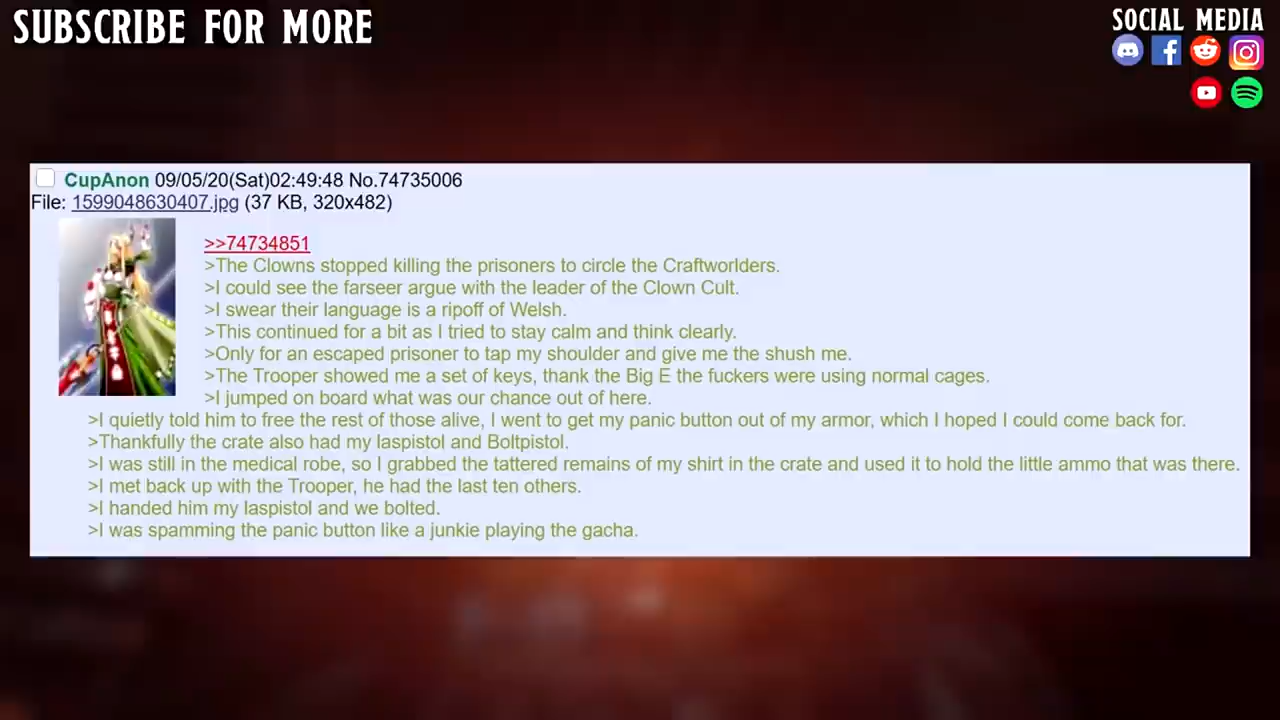 SUBSCRIBE FOR MORE
SOCIAL MEDIA
CupAnon 09/05/20(Sat)02:49:48 No.74735006
File: 1599048630407.jpg (37 KB, 320x482)
>>74734851
>The Clowns stopped killing the prisoners to circle the Craftworlders.
>I could see the farseer argue with the leader of the Clown Cult.
>I swear their language is a ripoff of Welsh.
>This continued for a bit as I tried to stay calm and think clearly.
>Only for an escaped prisoner to tap my shoulder and give me the shush me.
>The Trooper showed me a set of keys, thank the Big E the fuckers were using normal cages.
>I jumped on board what was our chance out of here.
>I quietly told him to free the rest of those alive, I went to get my panic button out of my armor, which I hoped I could come back for.
>Thankfully the crate also had my laspistol and Boltpistol.
>I was still in the medical robe, so I grabbed the tattered remains of my shirt in the crate and used it to hold the little ammo that was there.
>I met back up with the Trooper, he had the last ten others.
>I handed him my laspistol and we bolted.
>I was spamming the panic button like a junkie playing the gacha.